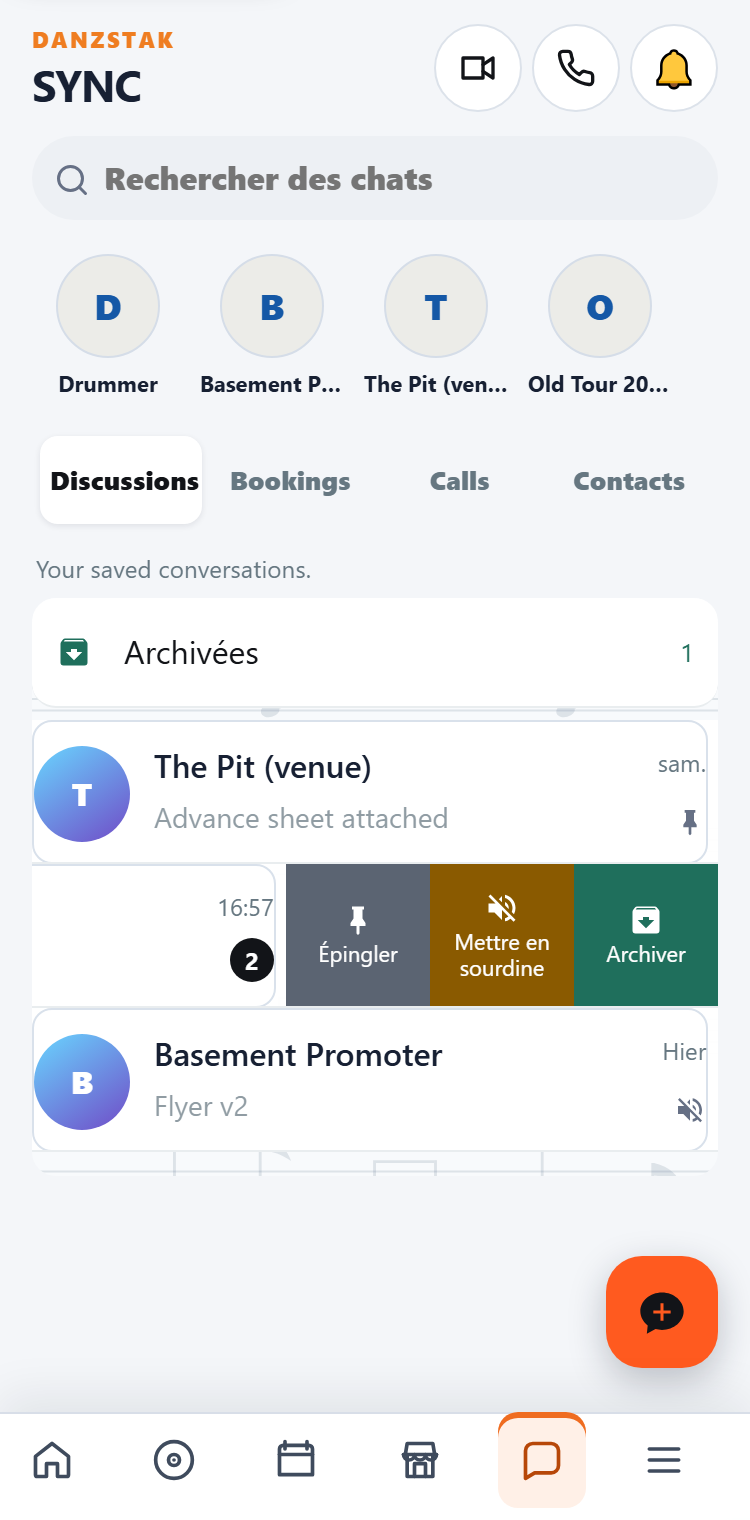 DANZSTAK
SYNC
Rechercher des chats
D
B
T
O
Drummer
Basement P...
The Pit (ven...
Old Tour 20...
Discussions
Bookings
Calls
Contacts
Your saved conversations.
Archivées
1
T
The Pit (venue)
sam.
Advance sheet attached
16:57
2
Épingler
Mettre en
sourdine
Archiver
B
Basement Promoter
Hier
Flyer v2